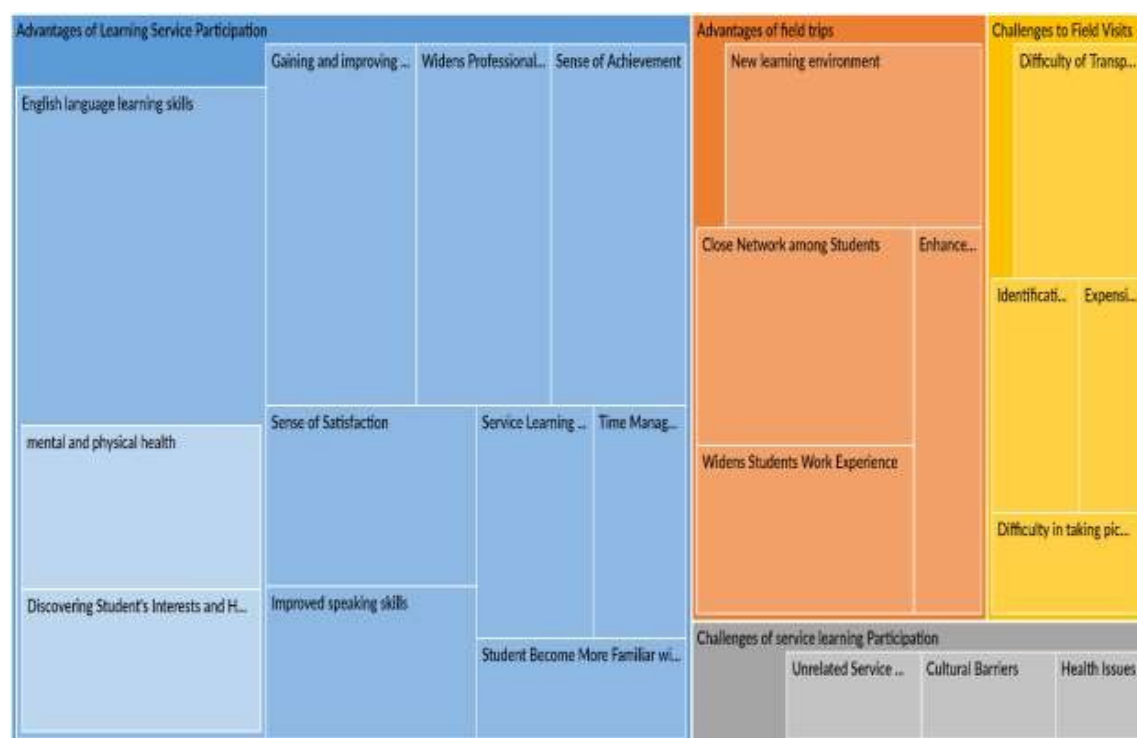 Advantages of Learning Service Participation
English language learning skills
mental and physical health
Discovering Student's Interests and H...
Gaining and improving ...
Widens Professional...
Sense of Achievement
Sense of Satisfaction
Service Learning ...
Time Manag...
Improved speaking skills
Student Become More Familiar wi...
Advantages of field trips
New learning environment
Close Network among Students
Enhance...
Widens Students Work Experience
Challenges to Field Visits
Difficulty of Transp...
Identificati...
Expensi...
Difficulty in taking pic...
Challenges of service learning Participation
Unrelated Service ...
Cultural Barriers
Health Issues